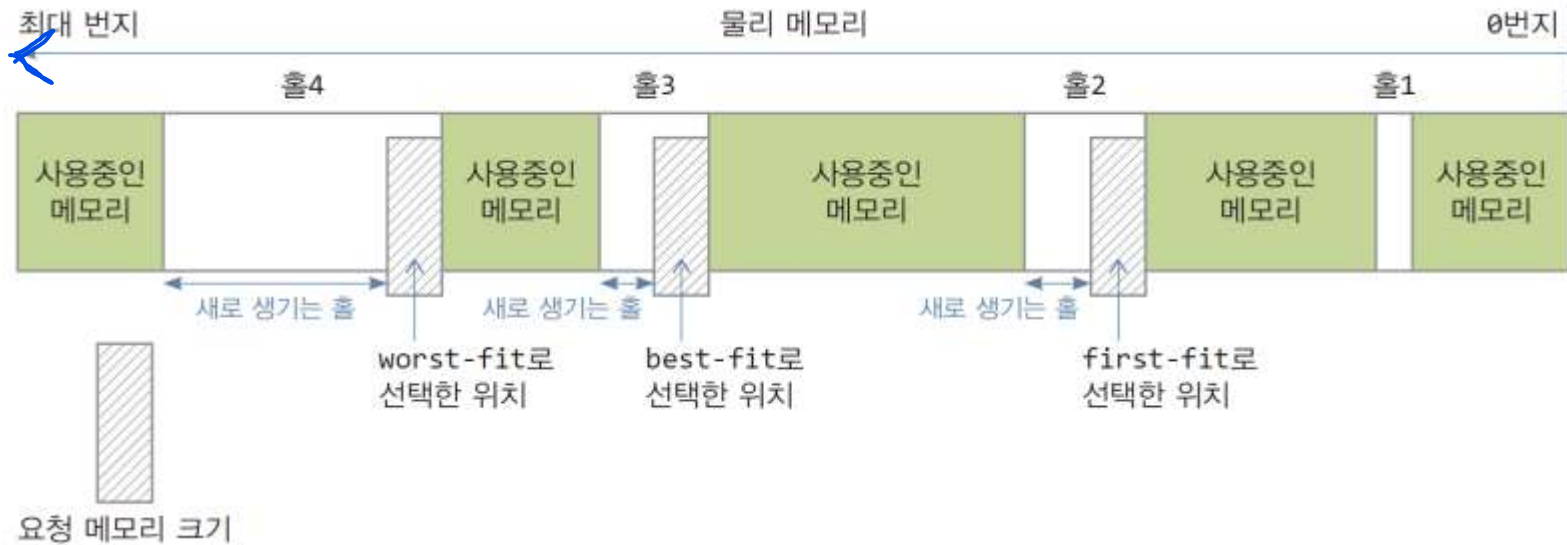 최대 번지 물리 메모리 0번지
홀4 홀3 홀2 홀1
사용중인 사용중인 사용중인 사용중인 사용중인
메모리 메모리 메모리 메모리 메모리
새로 생기는 홀 새로 생기는 홀 새로 생기는 홀
worst-fit로 best-fit로 first-fit로
선택한 위치 선택한 위치 선택한 위치
요청 메모리 크기